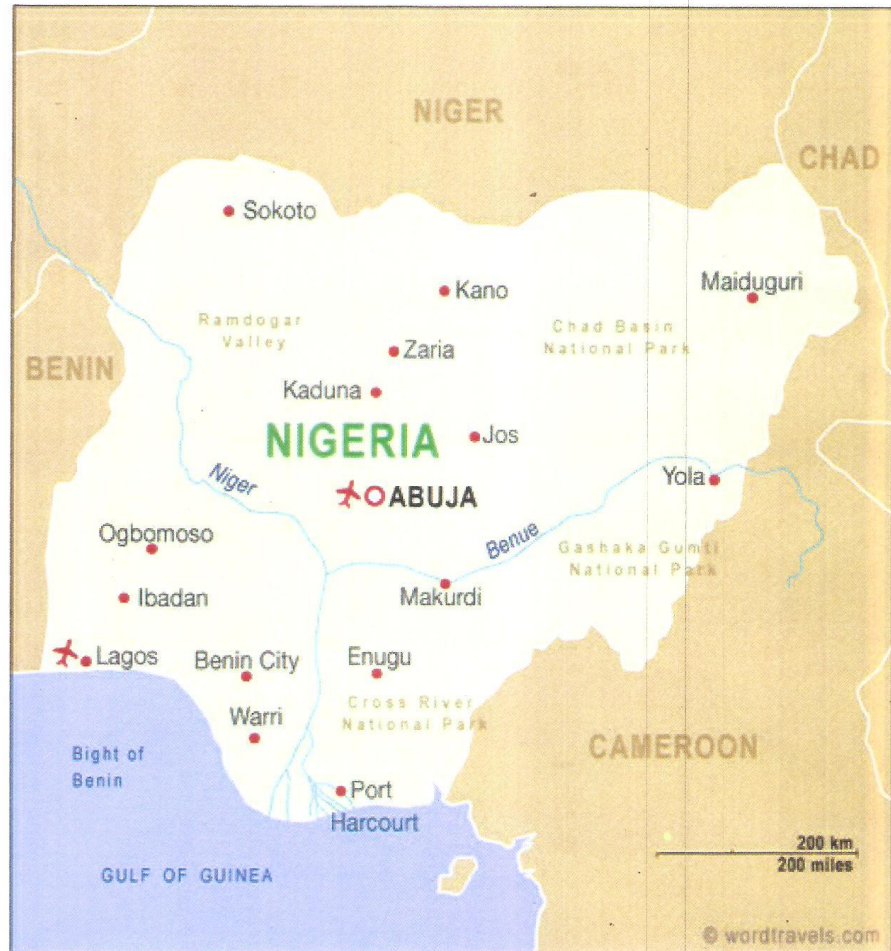 NIGER
CHAD
Sokoto
Kano
Maiduguri
Ramdogar
Valley
Chad Basin
National Park
Zaria
BENIN
Kaduna
NIGERIA
Jos
Niger
Yola
ABUJA
Ogbomoso
Benue
Gashaka Gumti
National Park
Ibadan
Makurdi
Lagos
Benin City
Enugu
Cross River
National Park
Warri
CAMEROON
Bight of
Benin
Port
Harcourt
200 km
200 miles
GULF OF GUINEA
© wordtravels.com